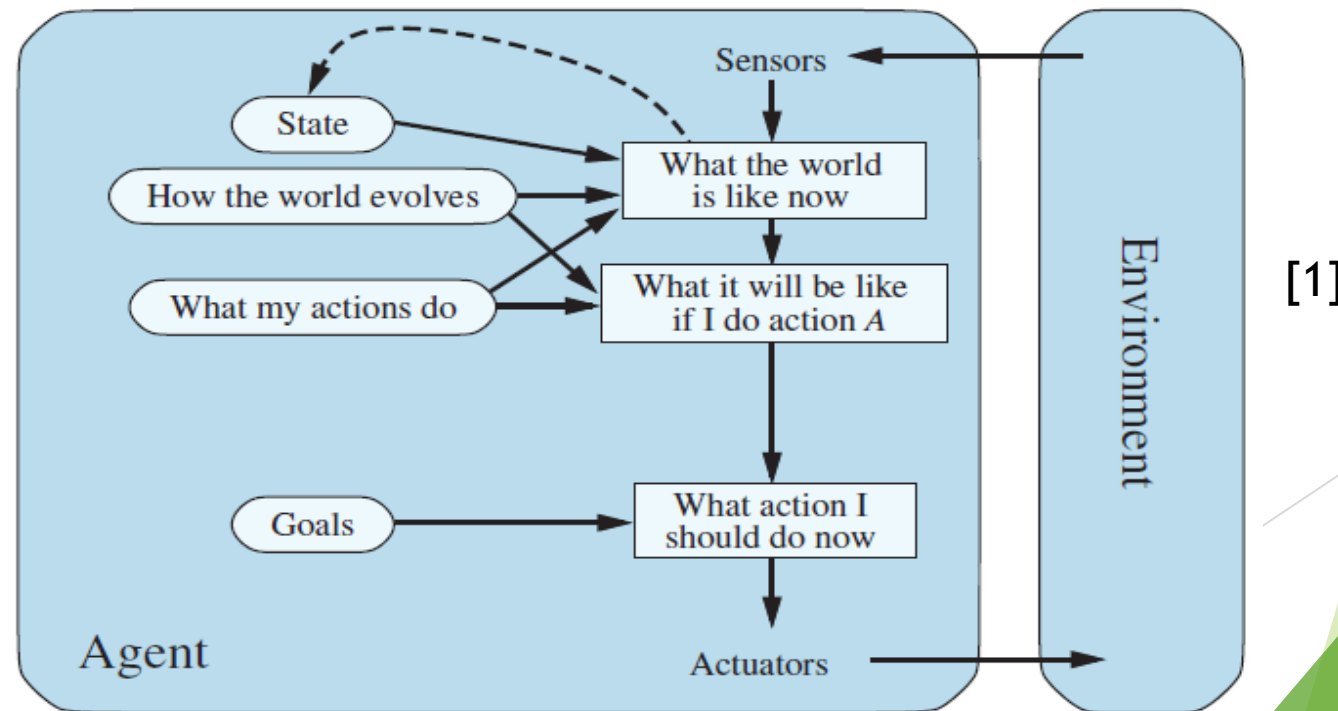 Sensors
State
What the world
is like now
How the world evolves
What my actions do
What it will be like
if I do action A
Goals
What action I
should do now
Agent
Actuators
Environment
[1]